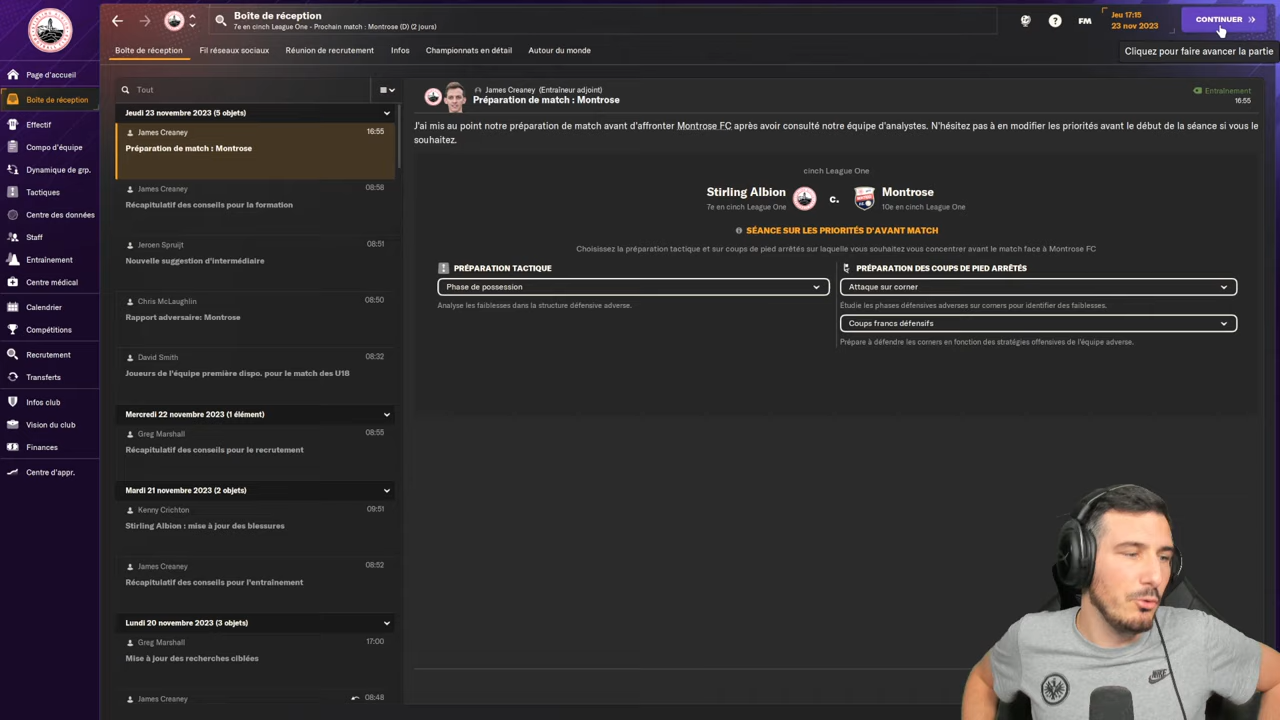 Boîte de réception
7e en cinch League One - Prochain match : Montrose (D) (2 jours)
FM
Jeu 17:15
23 nov 2023
CONTINUER
Cliquez pour faire avancer la partie
Boîte de réception
Fil réseaux sociaux
Réunion de recrutement
Infos
Championnats en détail
Autour du monde
Page d'accueil
Boîte de réception
Effectif
Compo d'équipe
Dynamique de grp.
Tactiques
Centre des données
Staff
Entraînement
Centre médical
Calendrier
Compétitions
Recrutement
Transferts
Infos club
Vision du club
Finances
Centre d'appr.
Tout
Jeudi 23 novembre 2023 (5 objets)
James Creaney 16:55
Préparation de match : Montrose
James Creaney 08:58
Récapitulatif des conseils pour la formation
Jeroen Spruijt 08:51
Nouvelle suggestion d'intermédiaire
Chris McLaughlin 08:50
Rapport adversaire: Montrose
David Smith 08:32
Joueurs de l'équipe première dispo. pour le match des U18
Mercredi 22 novembre 2023 (1 élément)
Greg Marshall 08:55
Récapitulatif des conseils pour le recrutement
Mardi 21 novembre 2023 (2 objets)
Kenny Crichton 09:51
Stirling Albion : mise à jour des blessures
James Creaney 08:52
Récapitulatif des conseils pour l'entraînement
Lundi 20 novembre 2023 (3 objets)
Greg Marshall 17:00
Mise à jour des recherches ciblées
James Creaney 08:48
James Creaney (Entraîneur adjoint)
Préparation de match : Montrose
Entraînement
16:55
J'ai mis au point notre préparation de match avant d'affronter Montrose FC après avoir consulté notre équipe d'analystes. N'hésitez pas à en modifier les priorités avant le début de la séance si vous le
souhaitez.
cinch League One
Stirling Albion
7e en cinch League One
c.
Montrose
10e en cinch League One
SÉANCE SUR LES PRIORITÉS D'AVANT MATCH
Choisissez la préparation tactique et sur coups de pied arrêtés sur laquelle vous souhaitez vous concentrer avant le match face à Montrose FC
PRÉPARATION TACTIQUE
Phase de possession
Analyse les faiblesses dans la structure défensive adverse.
PRÉPARATION DES COUPS DE PIED ARRÊTÉS
Attaque sur corner
Étudie les phases défensives adverses sur corners pour identifier des faiblesses.
Coups francs défensifs
Prépare à défendre les corners en fonction des stratégies offensives de l'équipe adverse.